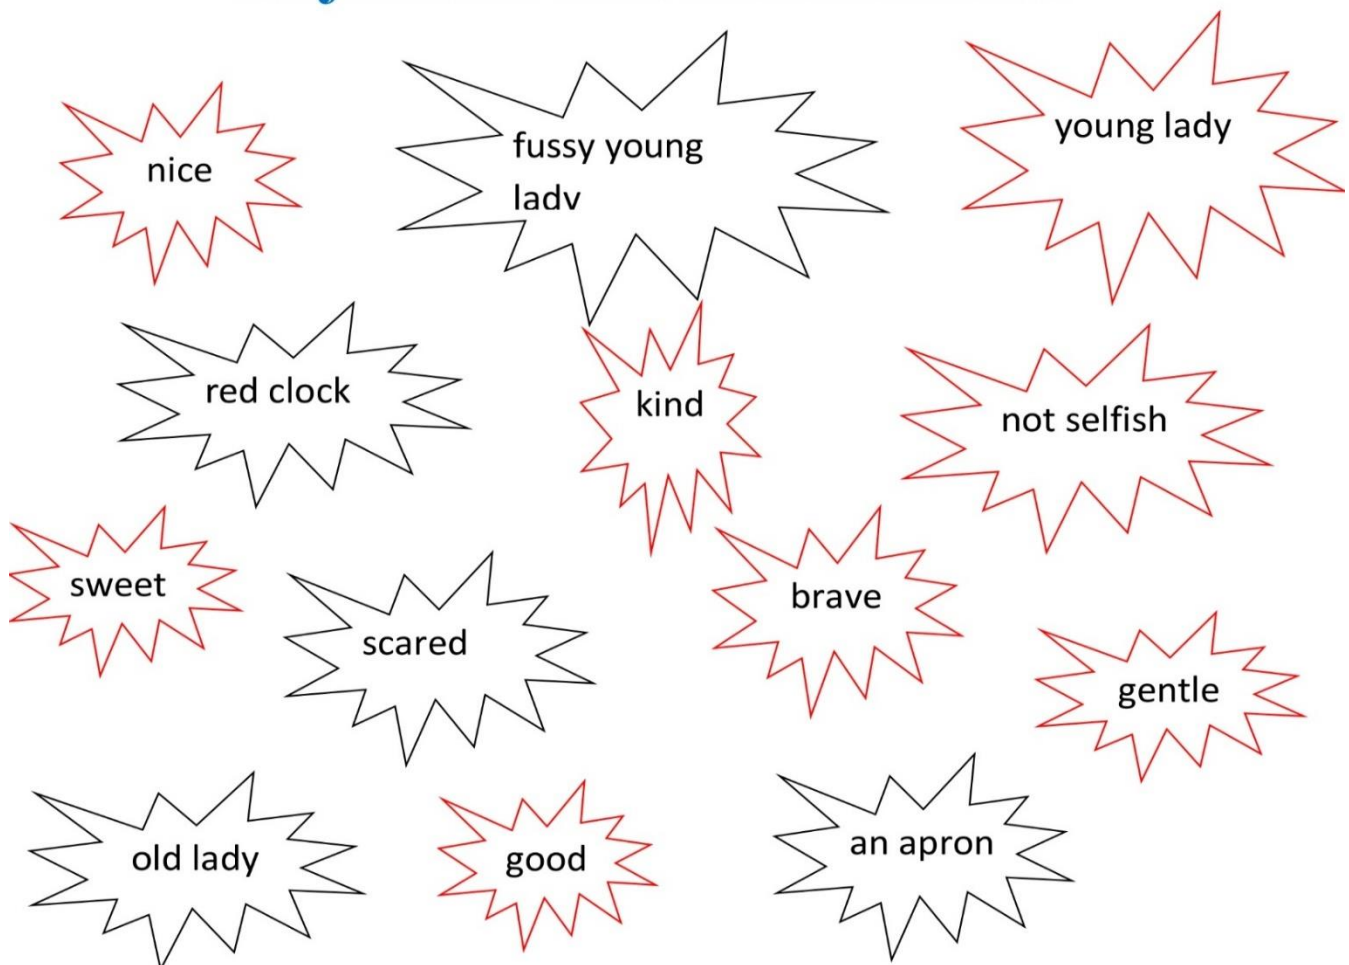 nice
fussy young
lady
young lady
red clock
kind
not selfish
sweet
scared
brave
gentle
old lady
good
an apron